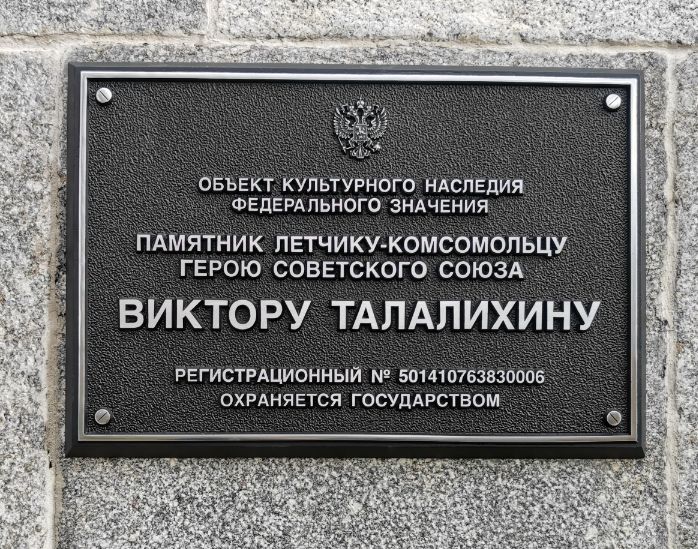 ОБЪЕКТ КУЛЬТУРНОГО НАСЛЕДИЯ
ФЕДЕРАЛЬНОГО ЗНАЧЕНИЯ
ПАМЯТНИК ЛЕТЧИКУ-КОМСОМОЛЬЦУ
ГЕРОЮ СОВЕТСКОГО СОЮЗА
ВИКТОРУ ТАЛАЛИХИНУ
РЕГИСТРАЦИОННЫЙ № 501410763830006
ОХРАНЯЕТСЯ ГОСУДАРСТВОМ